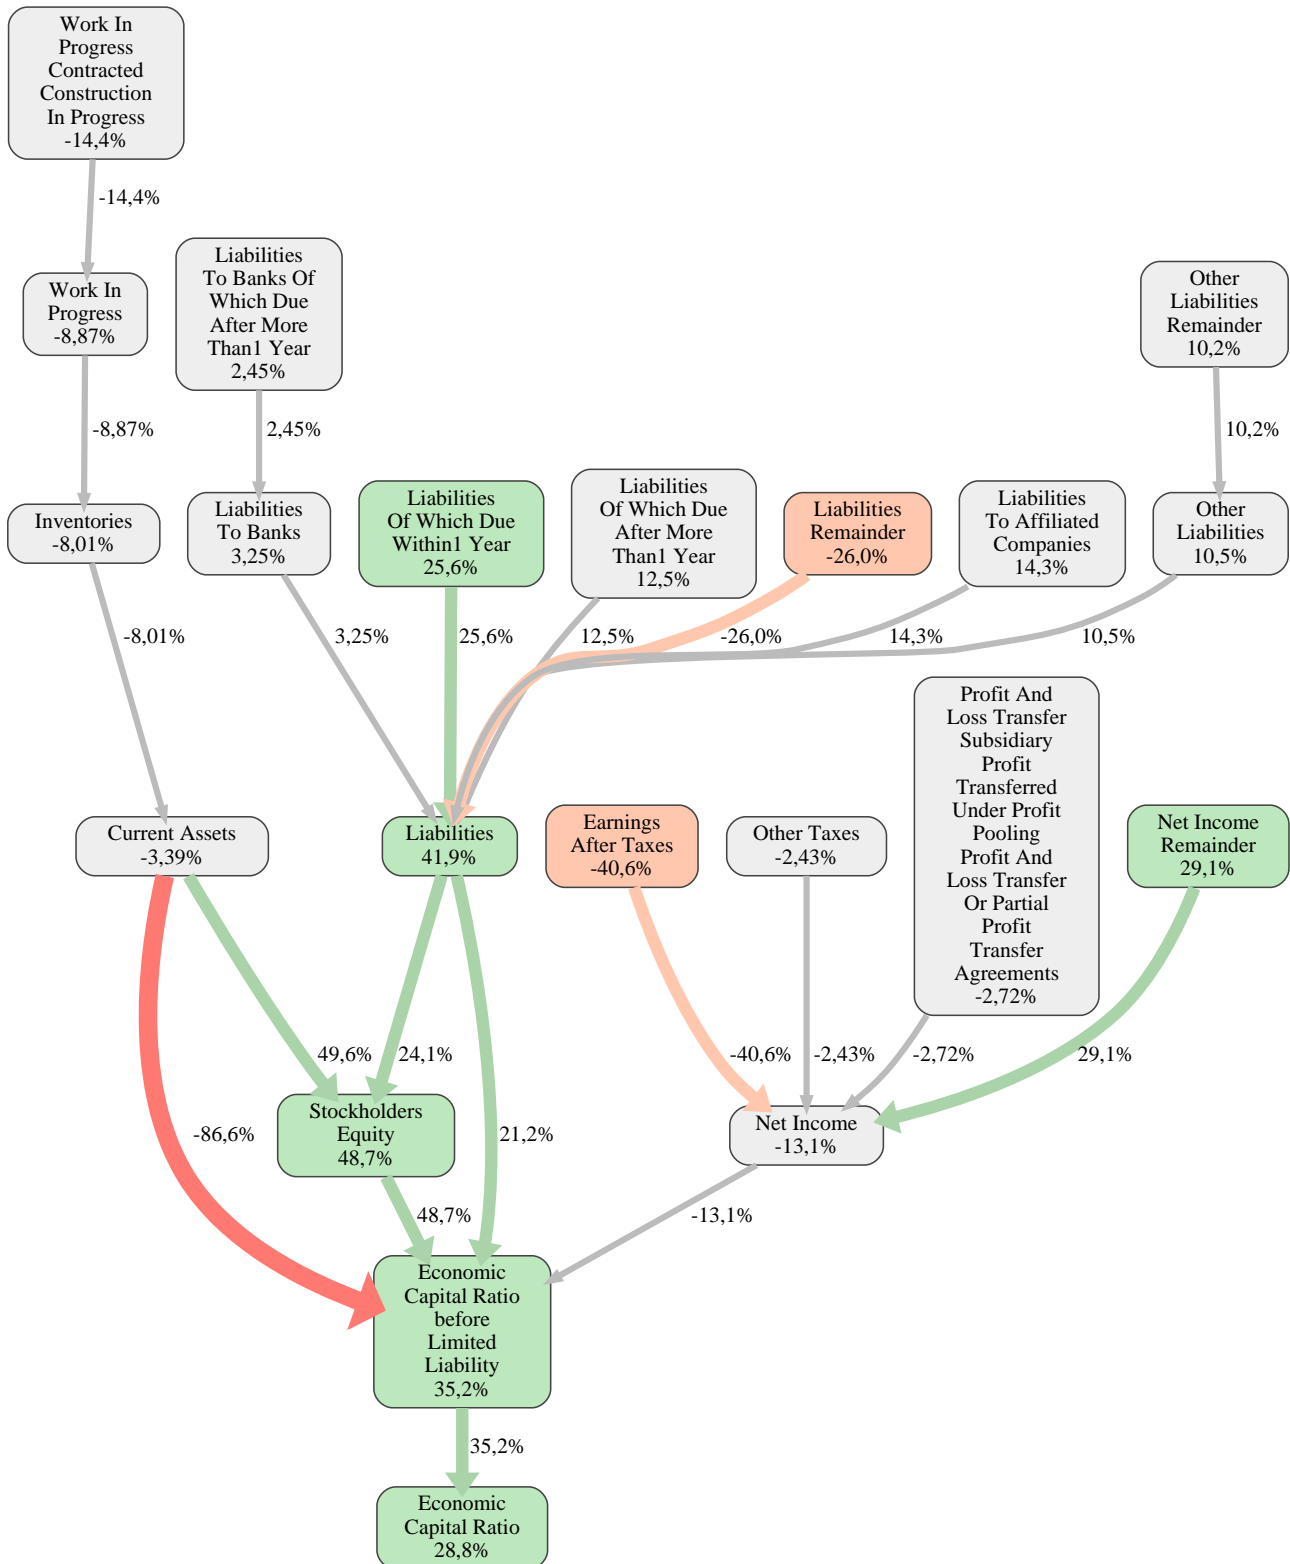 Work In
Progress
Contracted
Construction
In Progress
-14,4%
-14,4%
Work In
Progress
-8,87%
Liabilities
To Banks Of
Which Due
After More
Than1 Year
2,45%
Other
Liabilities
Remainder
10,2%
-8,87%
2,45%
10,2%
Inventories
-8,01%
Liabilities
To Banks
3,25%
Liabilities
Of Which Due
Within1 Year
25,6%
Liabilities
Of Which Due
After More
Than1 Year
12,5%
Liabilities
Remainder
-26,0%
Liabilities
To Affiliated
Companies
14,3%
Other
Liabilities
10,5%
-8,01%
3,25%
25,6%
12,5%
-26,0%
14,3%
10,5%
Current Assets
-3,39%
Liabilities
41,9%
Earnings
After Taxes
-40,6%
Other Taxes
-2,43%
Profit And
Loss Transfer
Subsidiary
Profit
Transferred
Under Profit
Pooling
Profit And
Loss Transfer
Or Partial
Profit
Transfer
Agreements
-2,72%
Net Income
Remainder
29,1%
49,6%
24,1%
-40,6%
-2,43%
-2,72%
29,1%
-86,6%
Stockholders
Equity
48,7%
21,2%
Net Income
-13,1%
48,7%
-13,1%
Economic
Capital Ratio
before
Limited
Liability
35,2%
35,2%
Economic
Capital Ratio
28,8%